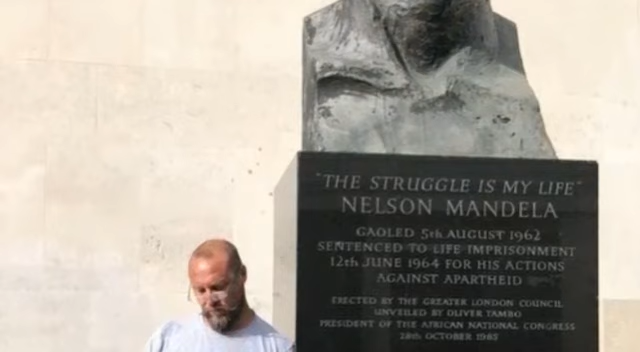 "THE STRUGGLE IS MY LIFE"
NELSON MANDELA
GAOLED 5th AUGUST 1962
SENTENCED TO LIFE IMPRISONMENT
12th JUNE 1964 FOR HIS ACTIONS
AGAINST APARTHEID
ERECTED BY THE GREATER LONDON COUNCIL
UNVEILED BY OLIVER TAMBO
PRESIDENT OF THE AFRICAN NATIONAL CONGRESS
28th OCTOBER 1985